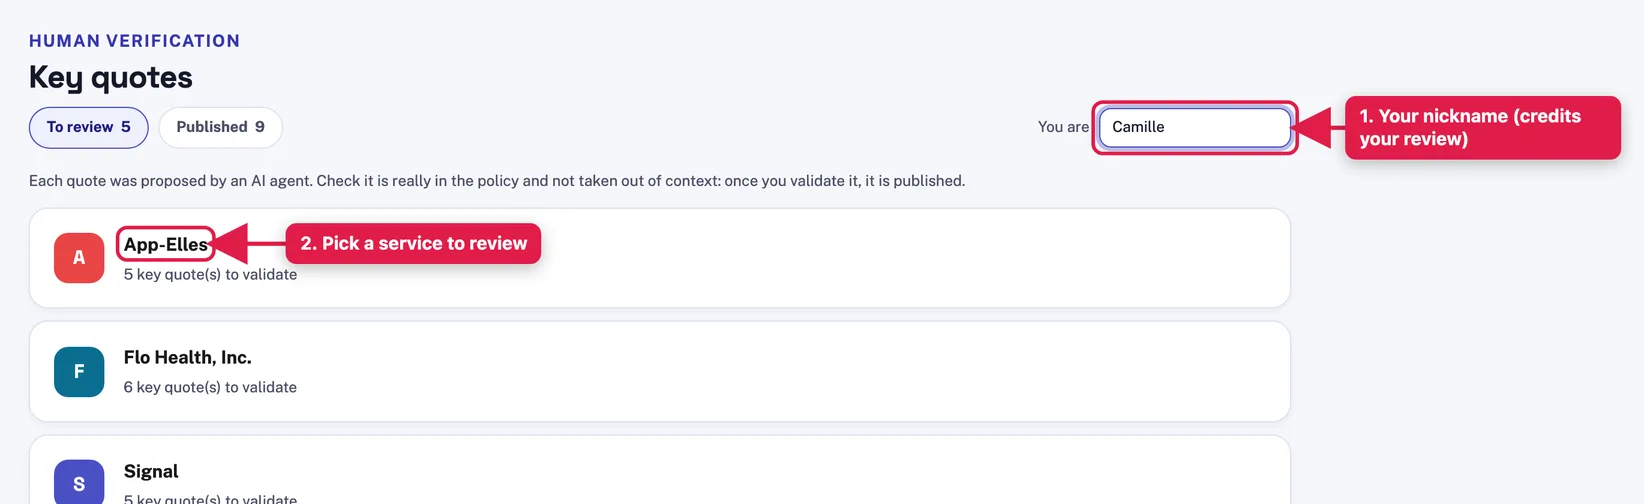 HUMAN VERIFICATION
Key quotes
To review 5
Published 9
You are
Camille
1. Your nickname (credits
your review)
Each quote was proposed by an AI agent. Check it is really in the policy and not taken out of context: once you validate it, it is published.
A
App-Elles
2. Pick a service to review
5 key quote(s) to validate
F
Flo Health, Inc.
6 key quote(s) to validate
S
Signal
5 key quote(s) to validate